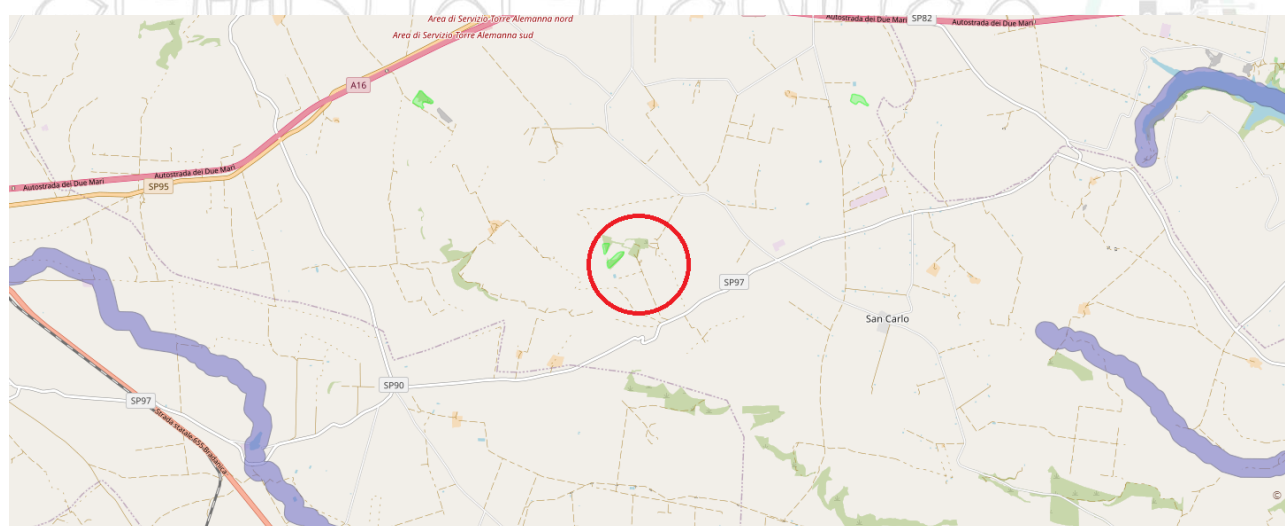 Area di Servizio Torre Alemanna nord
Area di Servizio Torre Alemanna sud
Autostrada dei Due Mari
SP82
Autostrada dei Due Mari
A16
Autostrada dei Due Mari
Autostrada dei Due Mari
SP95
SP97
San Carlo
SP90
SP97
Strada statale 655 Bradanica
©